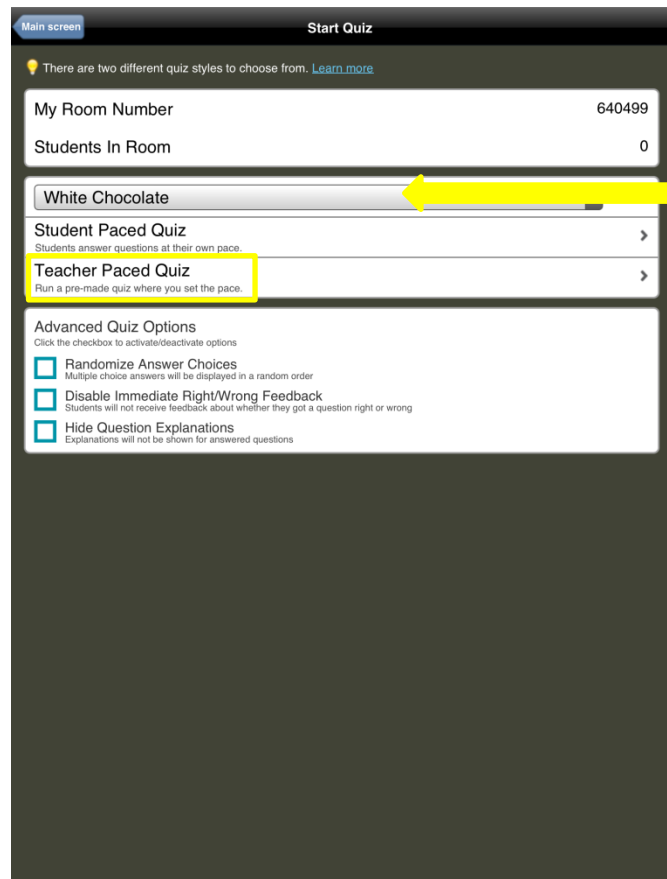 Main screen
Start Quiz
There are two different quiz styles to choose from. Learn more
My Room Number 640499
Students In Room 0
White Chocolate
Student Paced Quiz
Students answer questions at their own pace.
Teacher Paced Quiz
Run a pre-made quiz where you set the pace.
Advanced Quiz Options
Click the checkbox to activate/deactivate options
Randomize Answer Choices
Multiple choice answers will be displayed in a random order
Disable Immediate Right/Wrong Feedback
Students will not receive feedback about whether they got a question right or wrong
Hide Question Explanations
Explanations will not be shown for answered questions